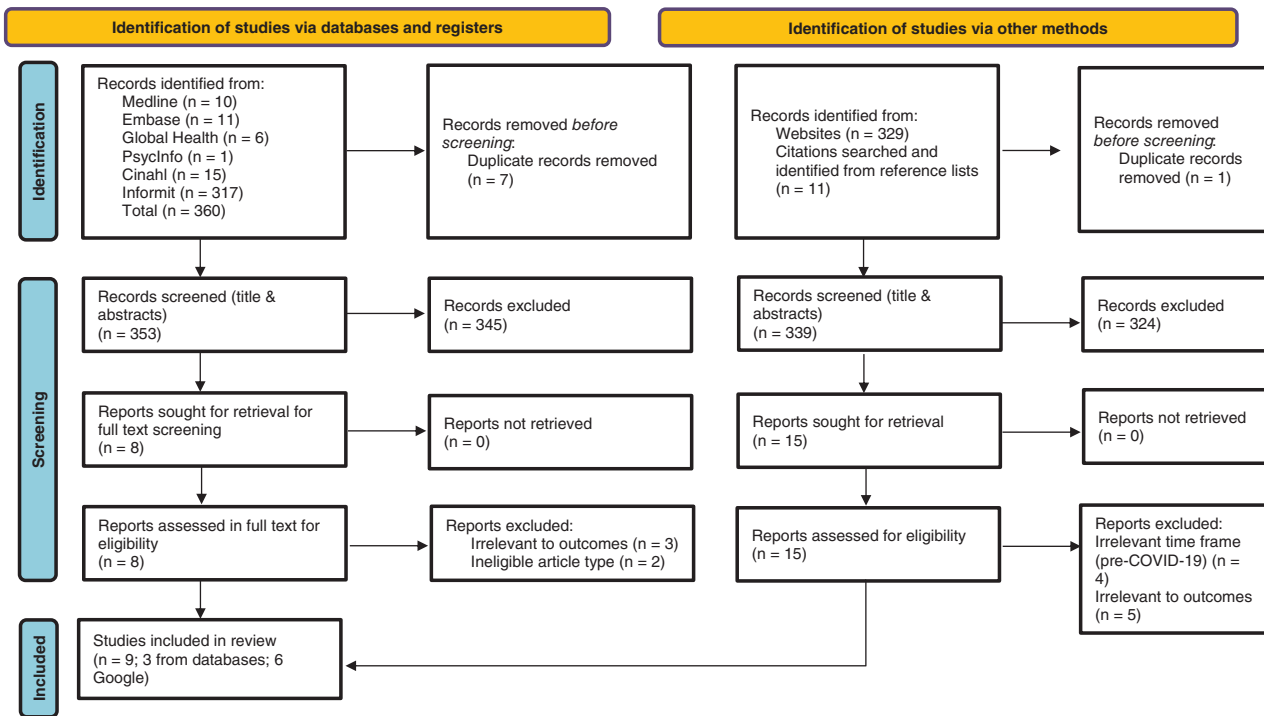 Identification of studies via databases and registers
Identification of studies via other methods
Identification
Records identified from:
Medline (n = 10)
Embase (n = 11)
Global Health (n = 6)
PsycInfo (n = 1)
Cinahl (n = 15)
Informit (n = 317)
Total (n = 360)
Records removed before
screening:
Duplicate records removed
(n = 7)
Records identified from:
Websites (n = 329)
Citations searched and
identified from reference lists
(n = 11)
Records removed
before screening:
Duplicate records
removed (n = 1)
Screening
Records screened (title &
abstracts)
(n = 353)
Records excluded
(n = 345)
Records screened (title &
abstracts)
(n = 339)
Records excluded
(n = 324)
Reports sought for retrieval for
full text screening
(n = 8)
Reports not retrieved
(n = 0)
Reports sought for retrieval
(n = 15)
Reports not retrieved
(n = 0)
Reports assessed in full text for
eligibility
(n = 8)
Reports excluded:
Irrelevant to outcomes (n = 3)
Ineligible article type (n = 2)
Reports assessed for eligibility
(n = 15)
Reports excluded:
Irrelevant time frame
(pre-COVID-19) (n =
4)
Irrelevant to outcomes
(n = 5)
Included
Studies included in review
(n = 9; 3 from databases; 6
Google)